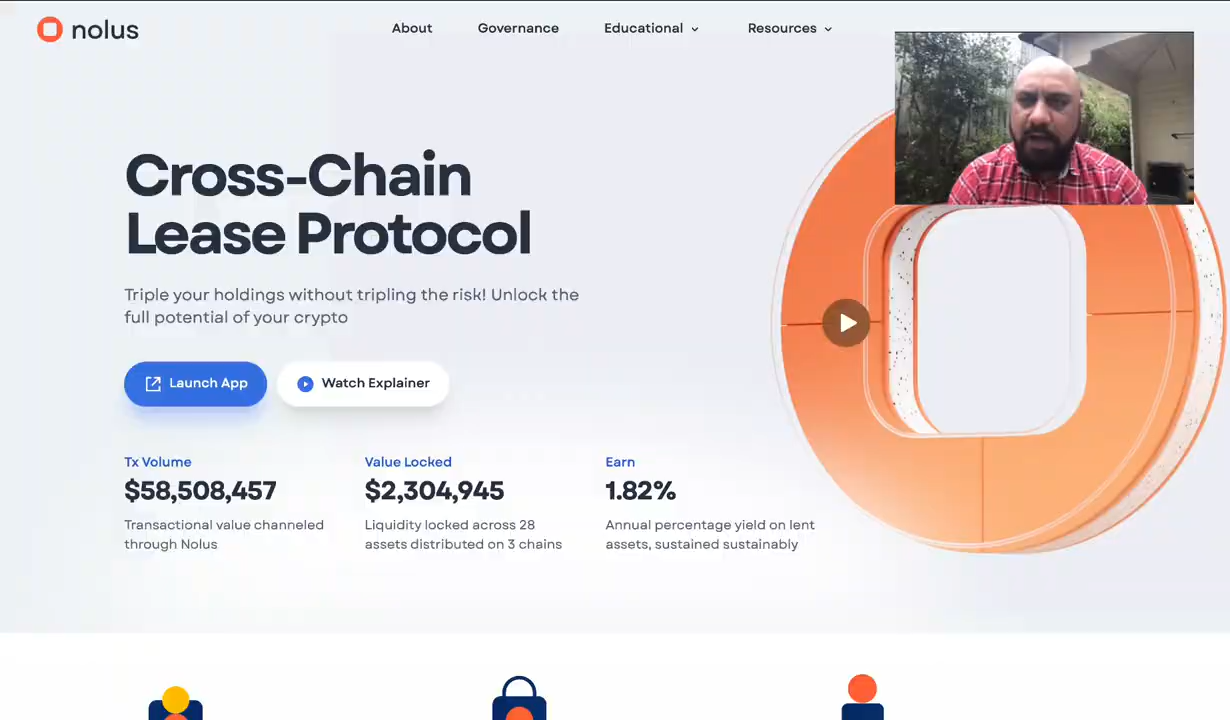 nolus
About
Governance
Educational
Resources
Cross-Chain
Lease Protocol
Triple your holdings without tripling the risk! Unlock the
full potential of your crypto
Launch App
Watch Explainer
Tx Volume
$58,508,457
Transactional value channeled
through Nolus
Value Locked
$2,304,945
Liquidity locked across 28
assets distributed on 3 chains
Earn
1.82%
Annual percentage yield on lent
assets, sustained sustainably